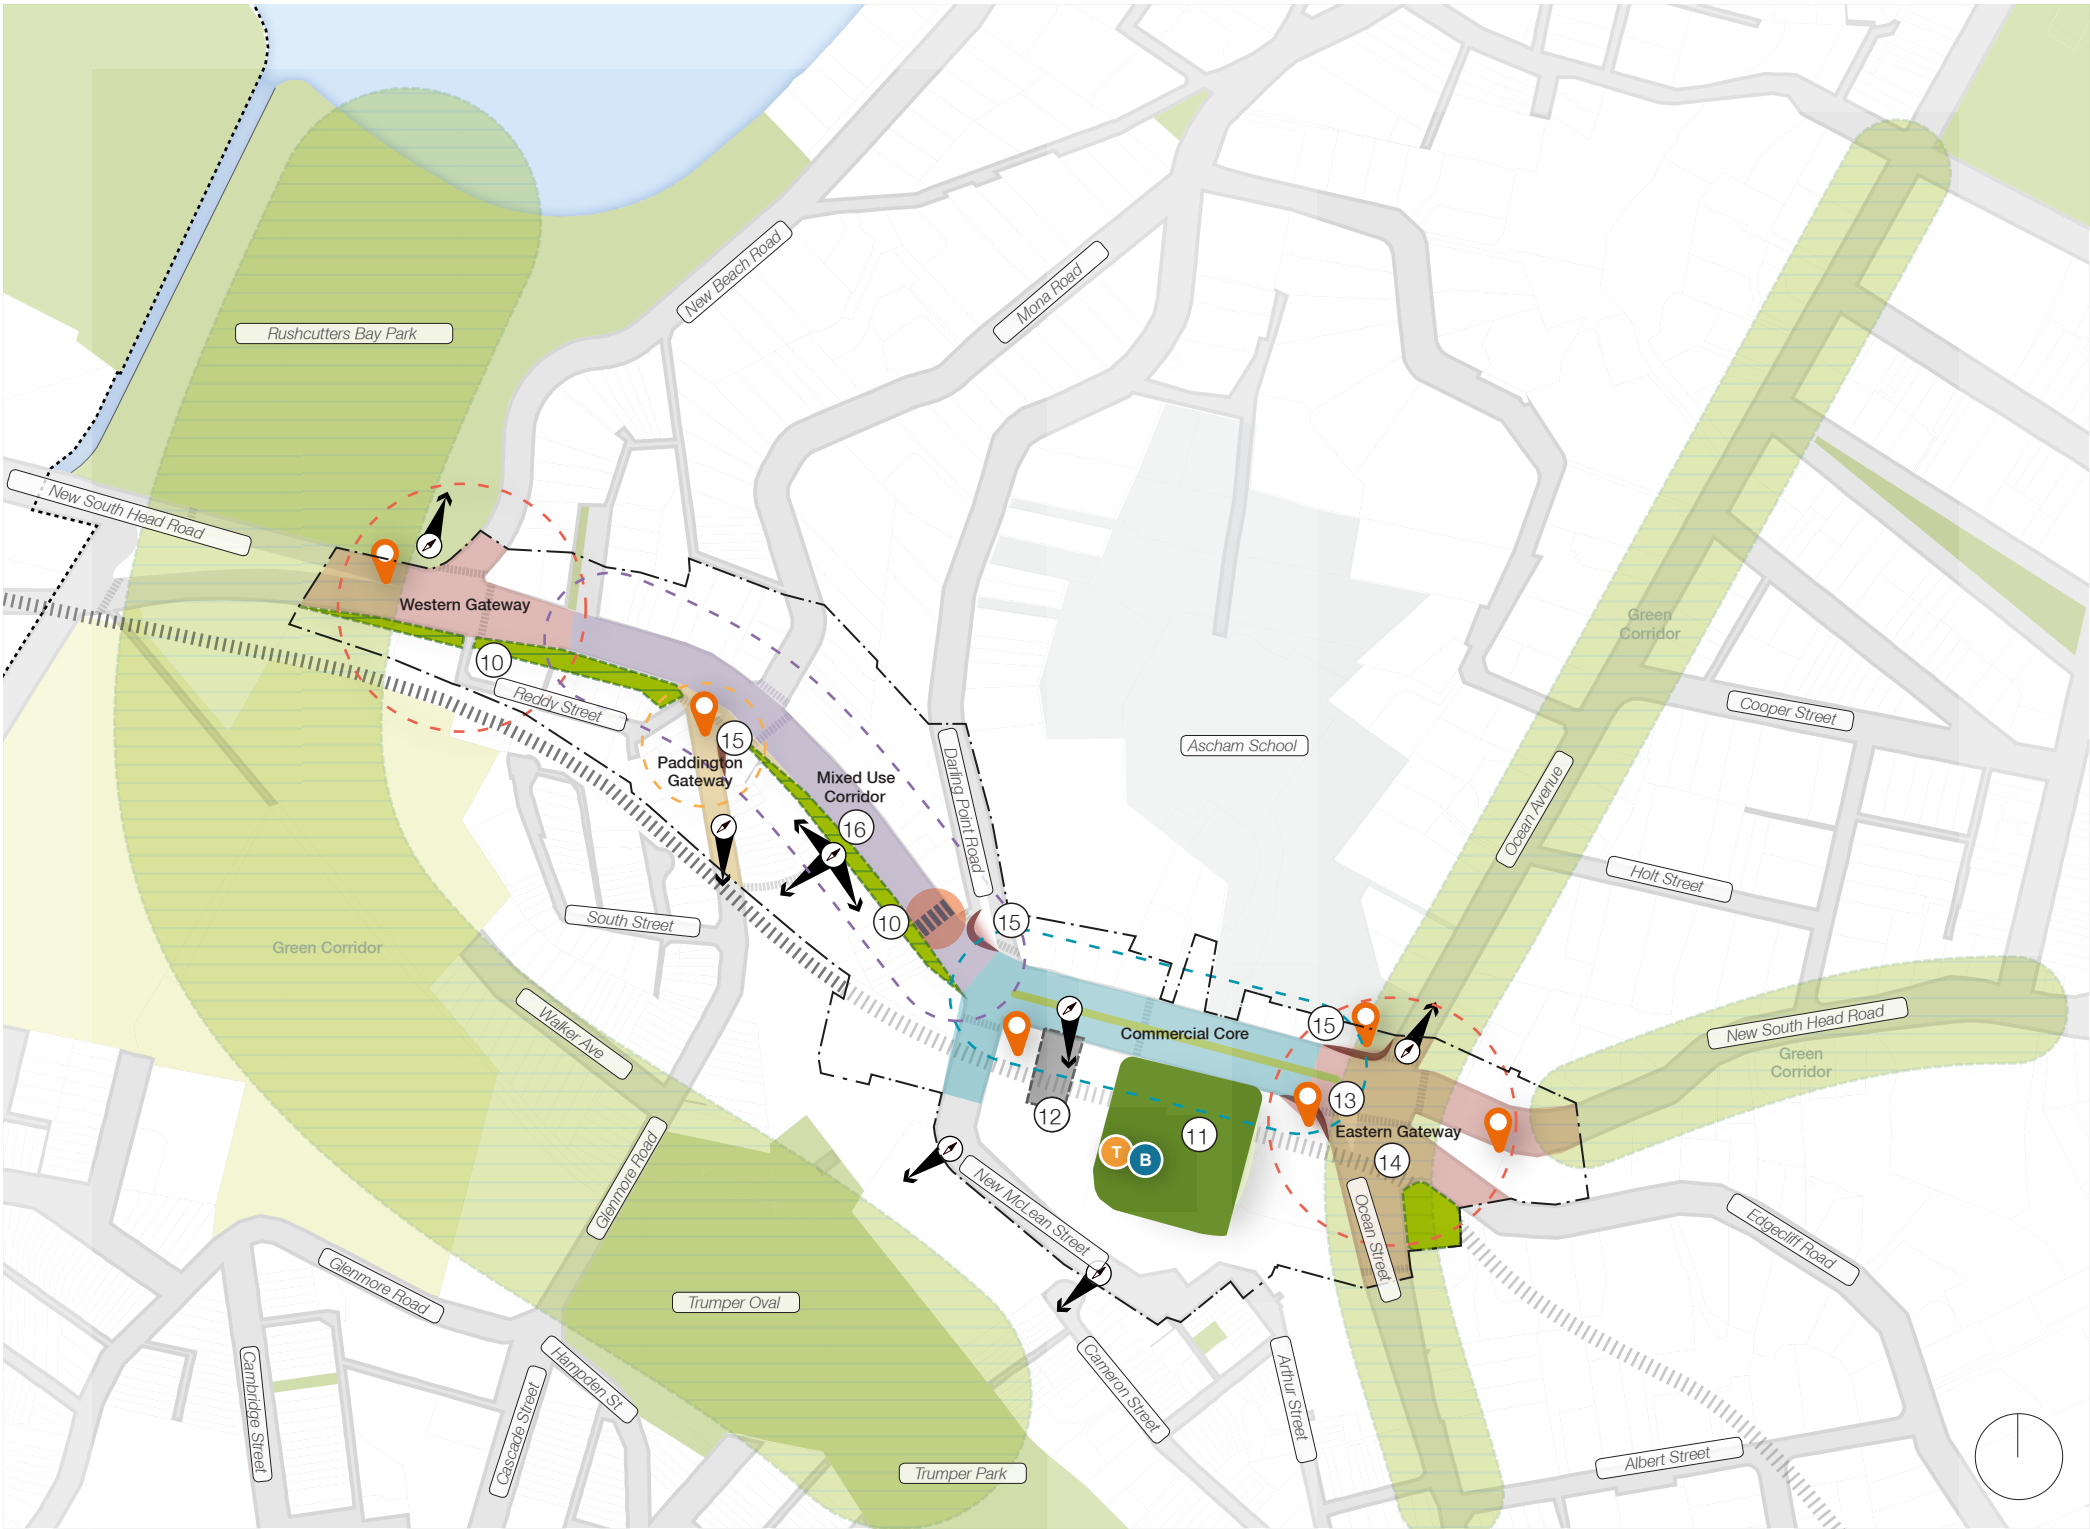 New Beach Road
Mona Road
Rushcutters Bay Park
New South Head Road
Western Gateway
Green
Corridor
10
Reddy Street
Cooper Street
15
Ascham School
Paddington
Gateway
Mixed Use
Corridor
Darling Point Road
Ocean Avenue
16
Holt Street
South Street
10
15
Green Corridor
Walker Ave
Commercial Core
15
New South Head Road
Green
Corridor
13
12
11
Eastern Gateway
T
B
14
Glenmore Road
New McLean Street
Ocean Street
Edgecliff Road
Glenmore Road
Trumper Oval
Cambridge Street
Hampden St
Cascade Street
Cameron Street
Arthur Street
Albert Street
Trumper Park